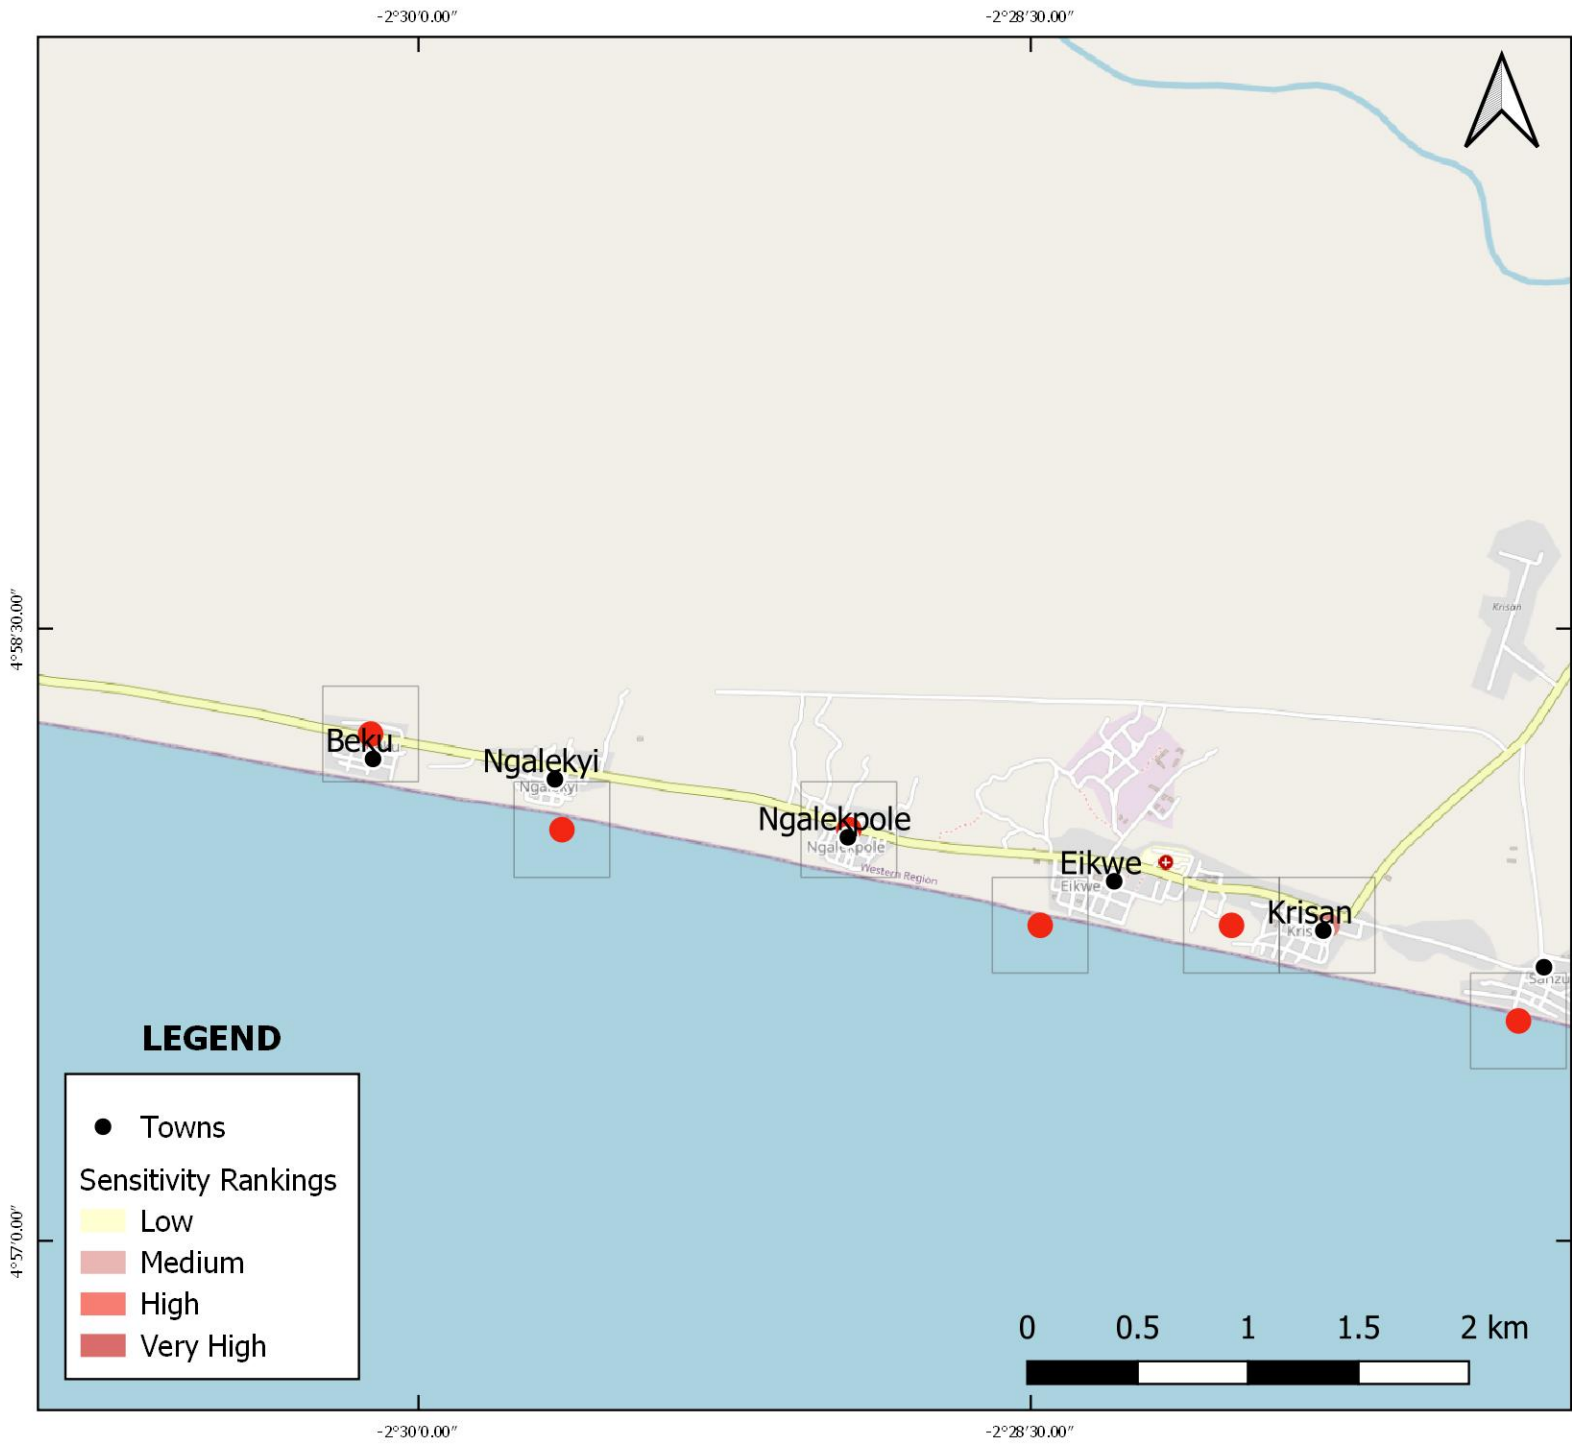 -2°30′0.00″
-2°28′30.00″
Krisan
4°58′30.00″
Beku
Ngalekyi
Ngalekpole
Ngalekpole
Western Region
Eikwe
Eikwe
Krisan
Kris
Sanzu
LEGEND
Towns
Sensitivity Rankings
Low
Medium
High
Very High
4°57′0.00″
0
0.5
1
1.5
2 km
-2°30′0.00″
-2°28′30.00″